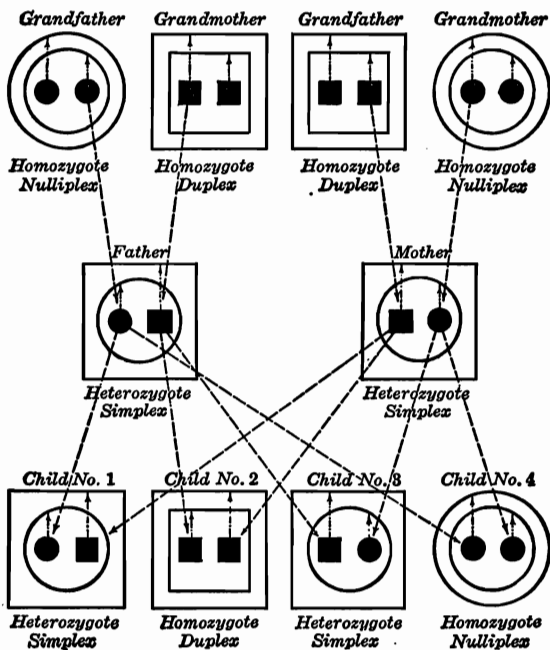 Grandfather Grandmother Grandfather Grandmother
Homozygote Homozygote Homozygote Homozygote
Nulliplex Duplex Duplex Nulliplex
Father Mother
Heterozygote Heterozygote
Simplex Simplex
Child No. 1 Child No. 2 Child No. 3 Child No. 4
Heterozygote Homozygote Heterozygote Homozygote
Simplex Duplex Simplex Nulliplex